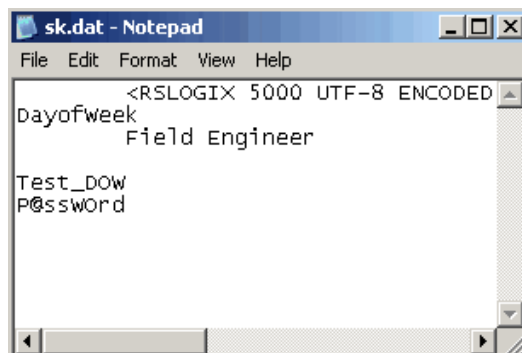 sk.dat - Notepad
File Edit Format View Help
<RSLOGIX 5000 UTF-8 ENCODED
DayofWeek
Field Engineer
Test_DOW
P@ssW0rd